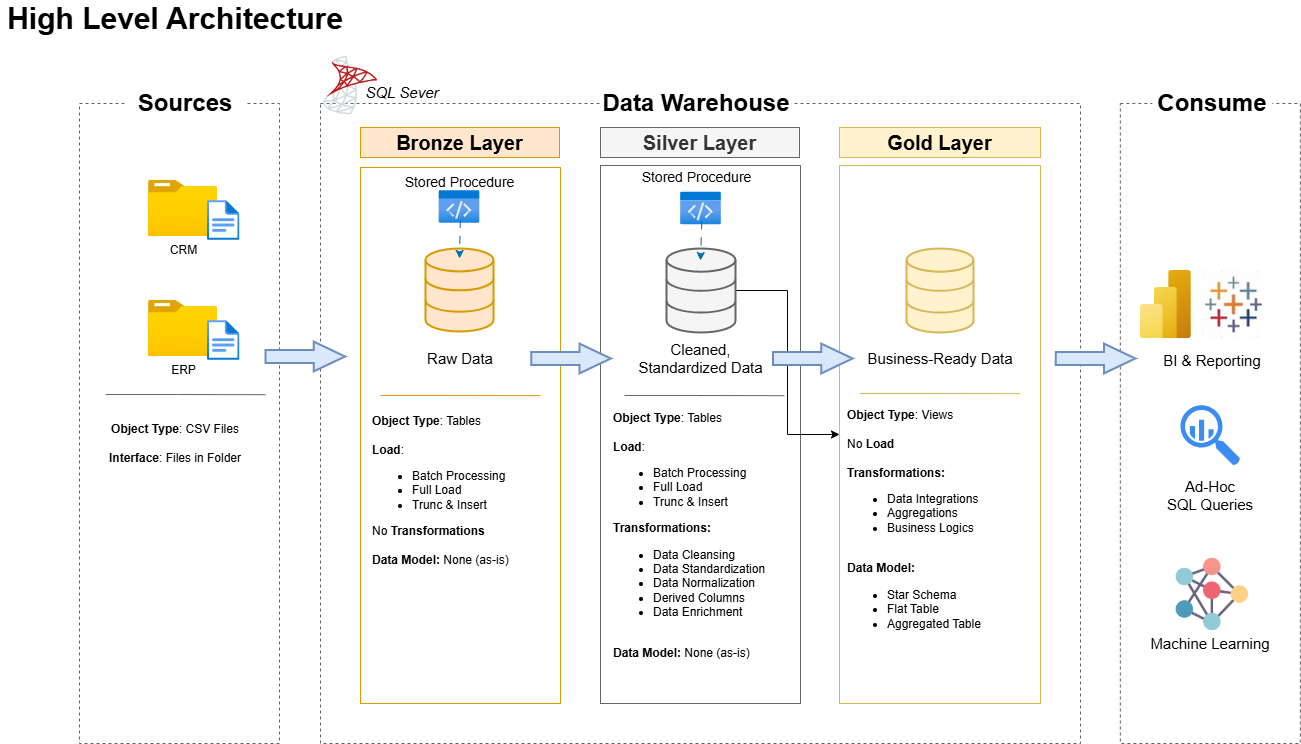 High Level Architecture
Sources
CRM
ERP
Object Type: CSV Files
Interface: Files in Folder
SQL Sever
Data Warehouse
Bronze Layer
Stored Procedure
Raw Data
Object Type: Tables
Load:
Batch Processing
Full Load
Trunc & Insert
No Transformations
Data Model: None (as-is)
Silver Layer
Stored Procedure
Cleaned,
Standardized Data
Object Type: Tables
Load:
Batch Processing
Full Load
Trunc & Insert
Transformations:
Data Cleansing
Data Standardization
Data Normalization
Derived Columns
Data Enrichment
Data Model: None (as-is)
Gold Layer
Business-Ready Data
Object Type: Views
No Load
Transformations:
Data Integrations
Aggregations
Business Logics
Data Model:
Star Schema
Flat Table
Aggregated Table
Consume
BI & Reporting
Ad-Hoc
SQL Queries
Machine Learning